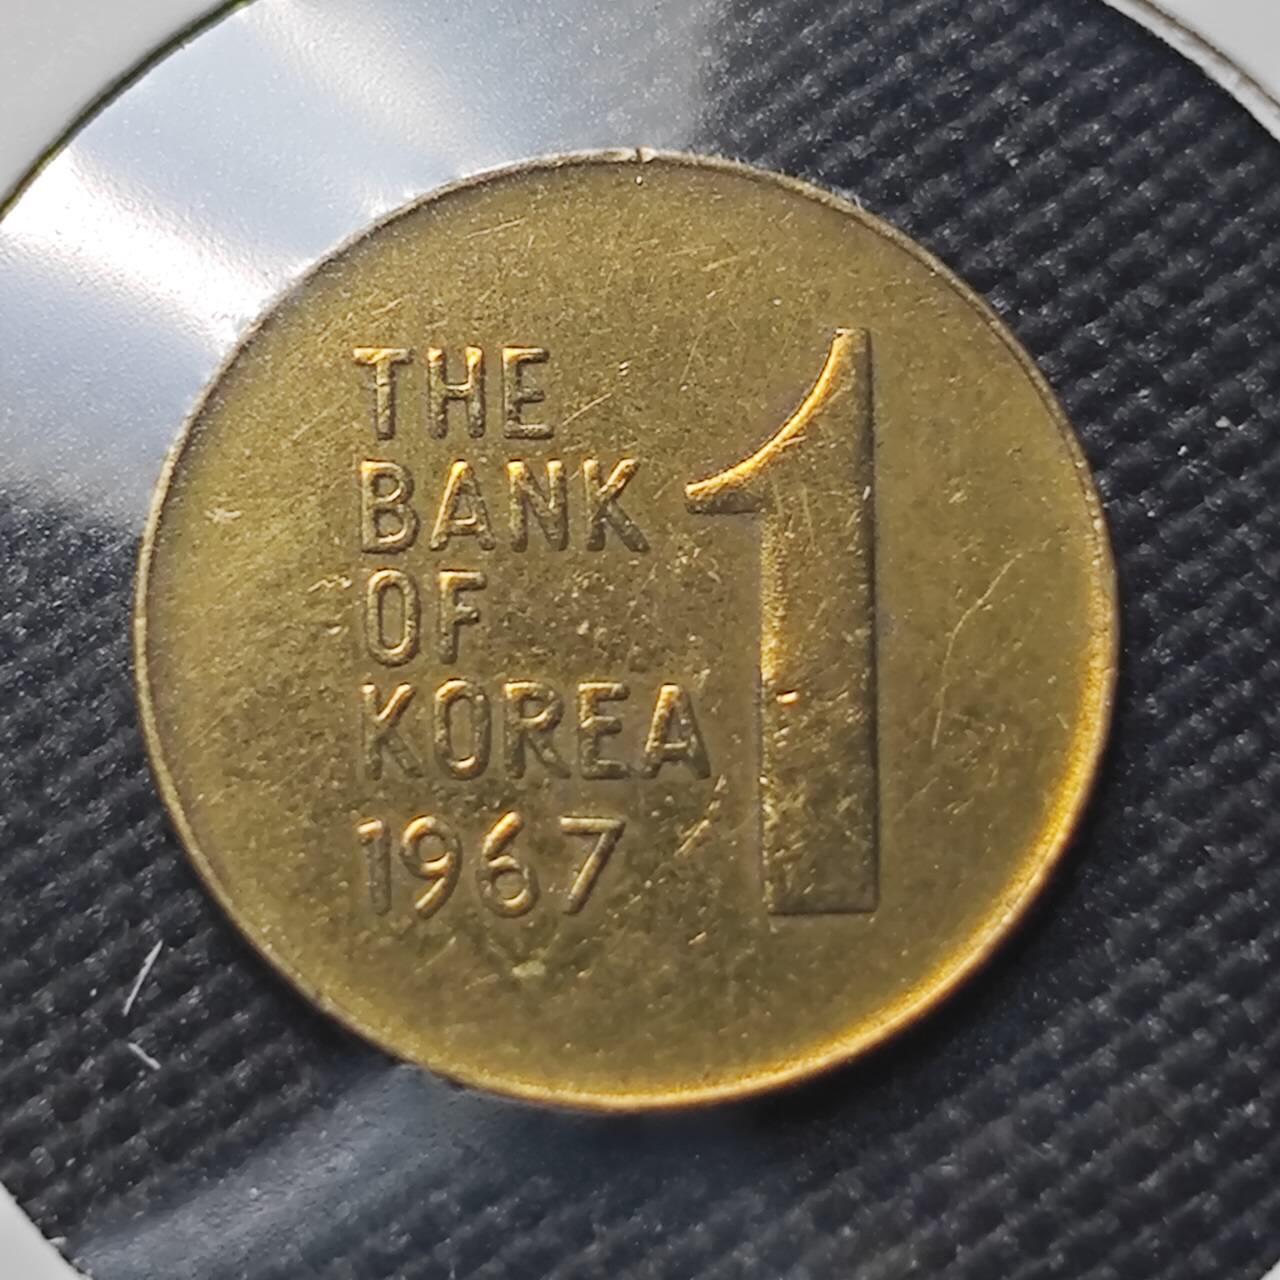 THE
BANK
OF
KOREA
1967
1